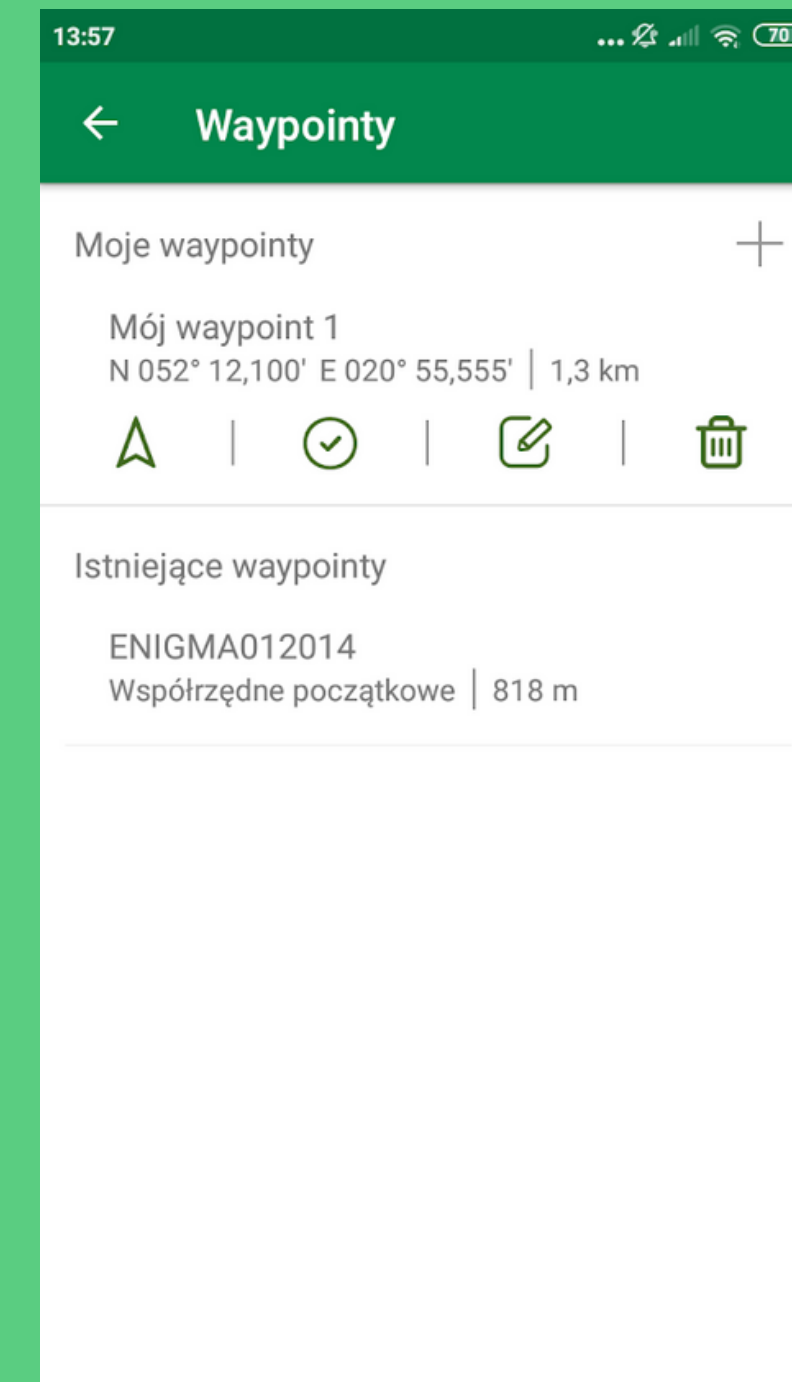 13:57 ... 70
Waypointy
Moje waypointy
Mój waypoint 1
N 052° 12,100' E 020° 55,555' | 1,3 km
Istniejące waypointy
ENIGMA012014
Współrzędne początkowe | 818 m